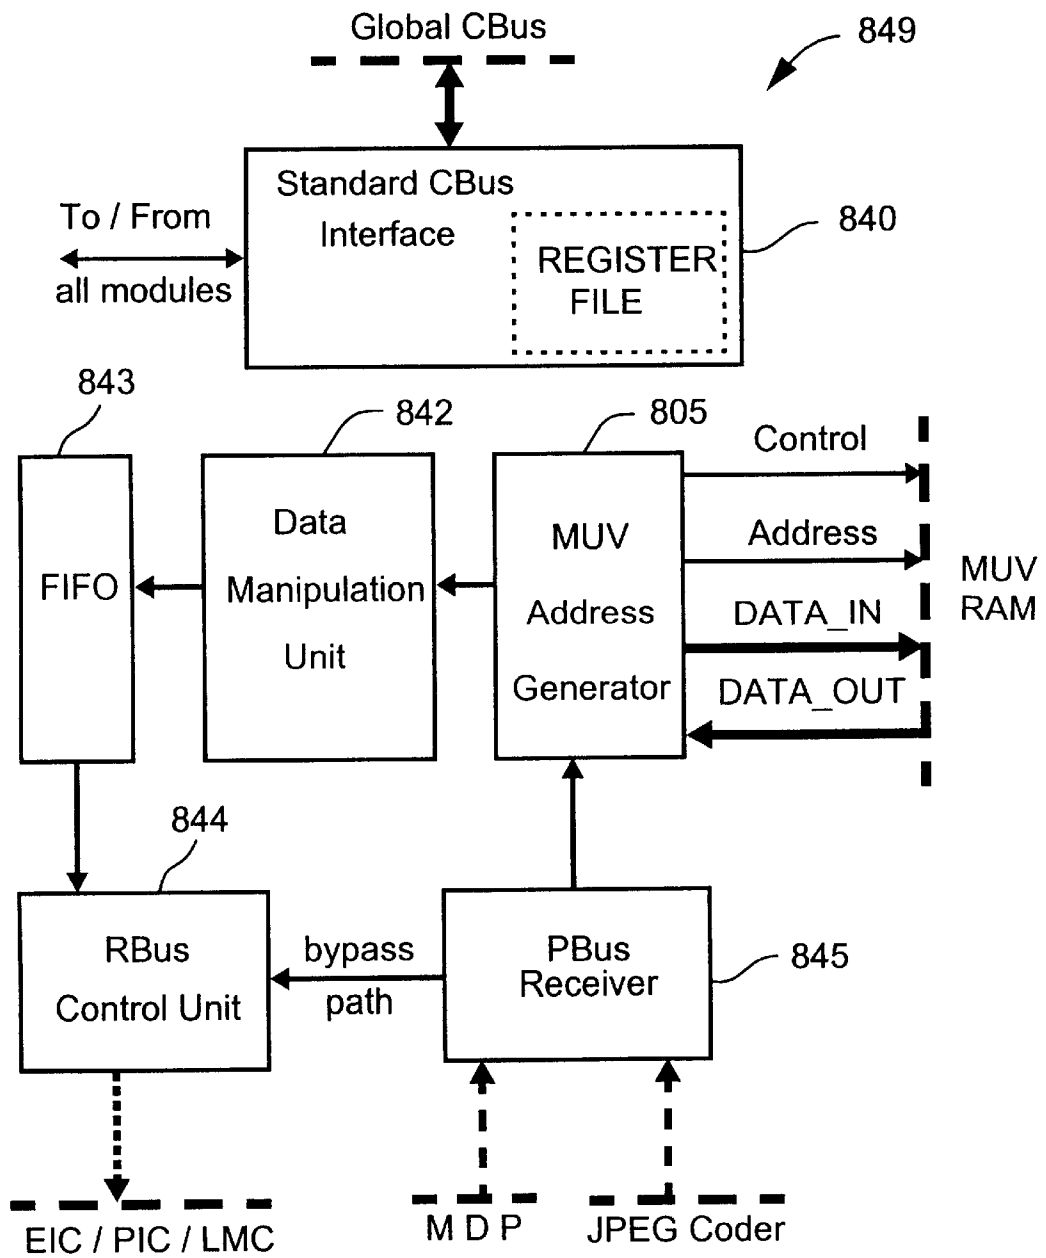 Global CBus
849
Standard CBus
Interface
To / From
all modules
REGISTER
FILE
840
843
842
805
Control
Address
DATA_IN
DATA_OUT
MUV
RAM
FIFO
Data
Manipulation
Unit
MUV
Address
Generator
844
RBus
Control Unit
bypass
path
PBus
Receiver
845
EIC / PIC / LMC
M D P
JPEG Coder